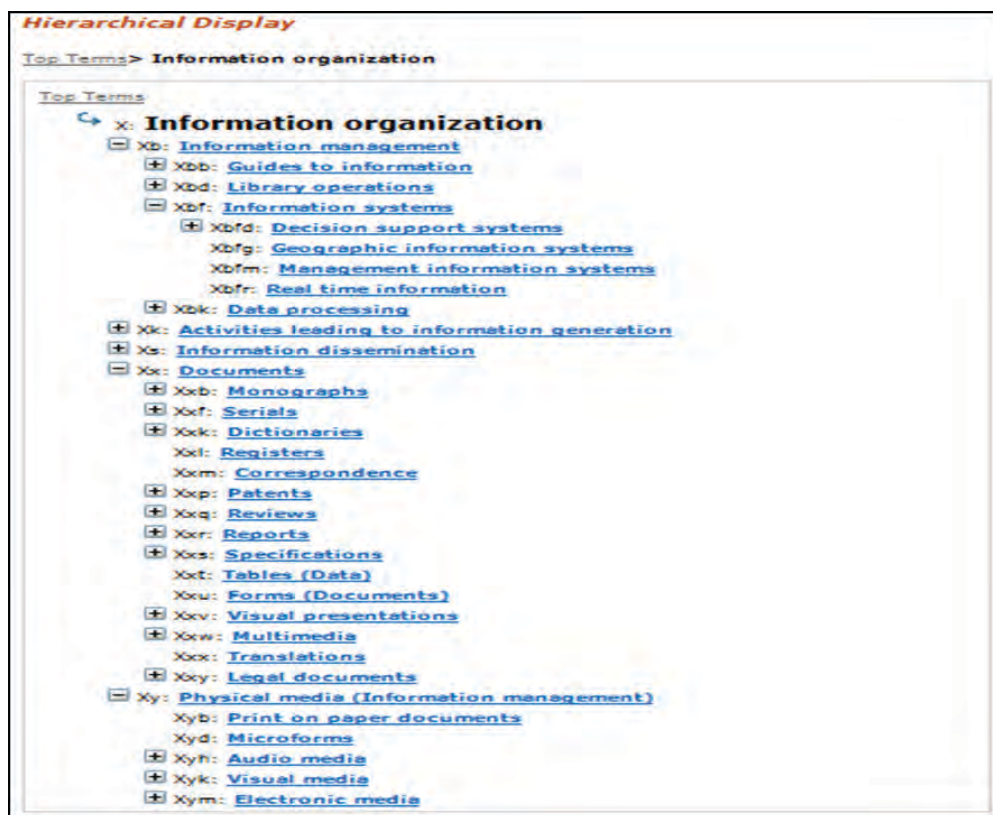 Hierarchical Display
Top Terms> Information organization
Top Terms
X: Information organization
Xb: Information management
Xbb: Guides to information
Xbd: Library operations
Xbf: Information systems
Xbfd: Decision support systems
Xbfg: Geographic information systems
Xbfm: Management information systems
Xbfr: Real time information
Xbk: Data processing
Xk: Activities leading to information generation
Xs: Information dissemination
Xx: Documents
Xxb: Monographs
Xxf: Serials
Xxk: Dictionaries
Xxl: Registers
Xxm: Correspondence
Xxp: Patents
Xxq: Reviews
Xxr: Reports
Xxs: Specifications
Xxt: Tables (Data)
Xxu: Forms (Documents)
Xxv: Visual presentations
Xxw: Multimedia
Xxx: Translations
Xxy: Legal documents
Xy: Physical media (Information management)
Xyb: Print on paper documents
Xyd: Microforms
Xyh: Audio media
Xyk: Visual media
Xym: Electronic media